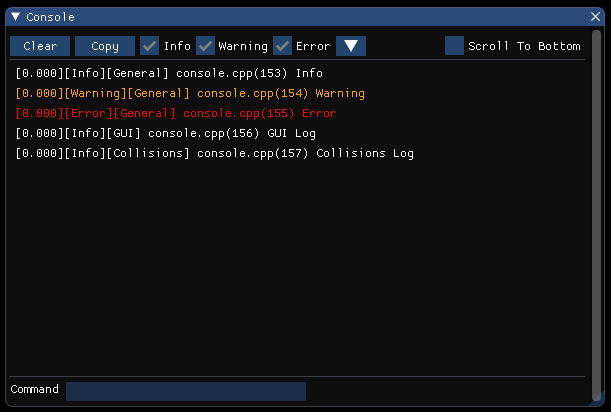 Console
Clear Copy Info Warning Error Scroll To Bottom
[0.000][Info][General] console.cpp(153) Info
[0.000][Warning][General] console.cpp(154) Warning
[0.000][Error][General] console.cpp(155) Error
[0.000][Info][GUI] console.cpp(156) GUI Log
[0.000][Info][Collisions] console.cpp(157) Collisions Log
Command